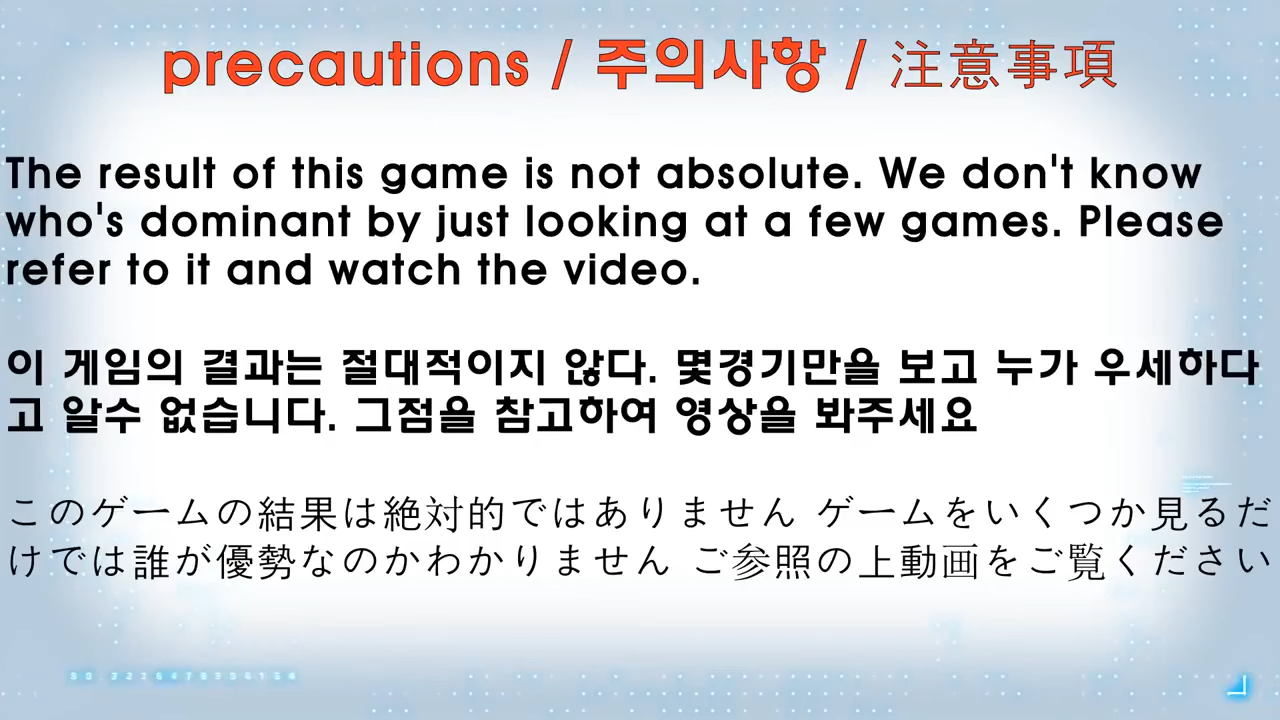 precautions / 주의사항 / 注意事項
The result of this game is not absolute. We don't know
who's dominant by just looking at a few games. Please
refer to it and watch the video.
이 게임의 결과는 절대적이지 않다. 몇경기만을 보고 누가 우세하다
고 알수 없습니다. 그점을 참고하여 영상을 봐주세요
このゲームの結果は絶対的ではありません ゲームをいくつか見るだ
けでは誰が優勢なのかわかりません ご参照の上動画をご覧ください